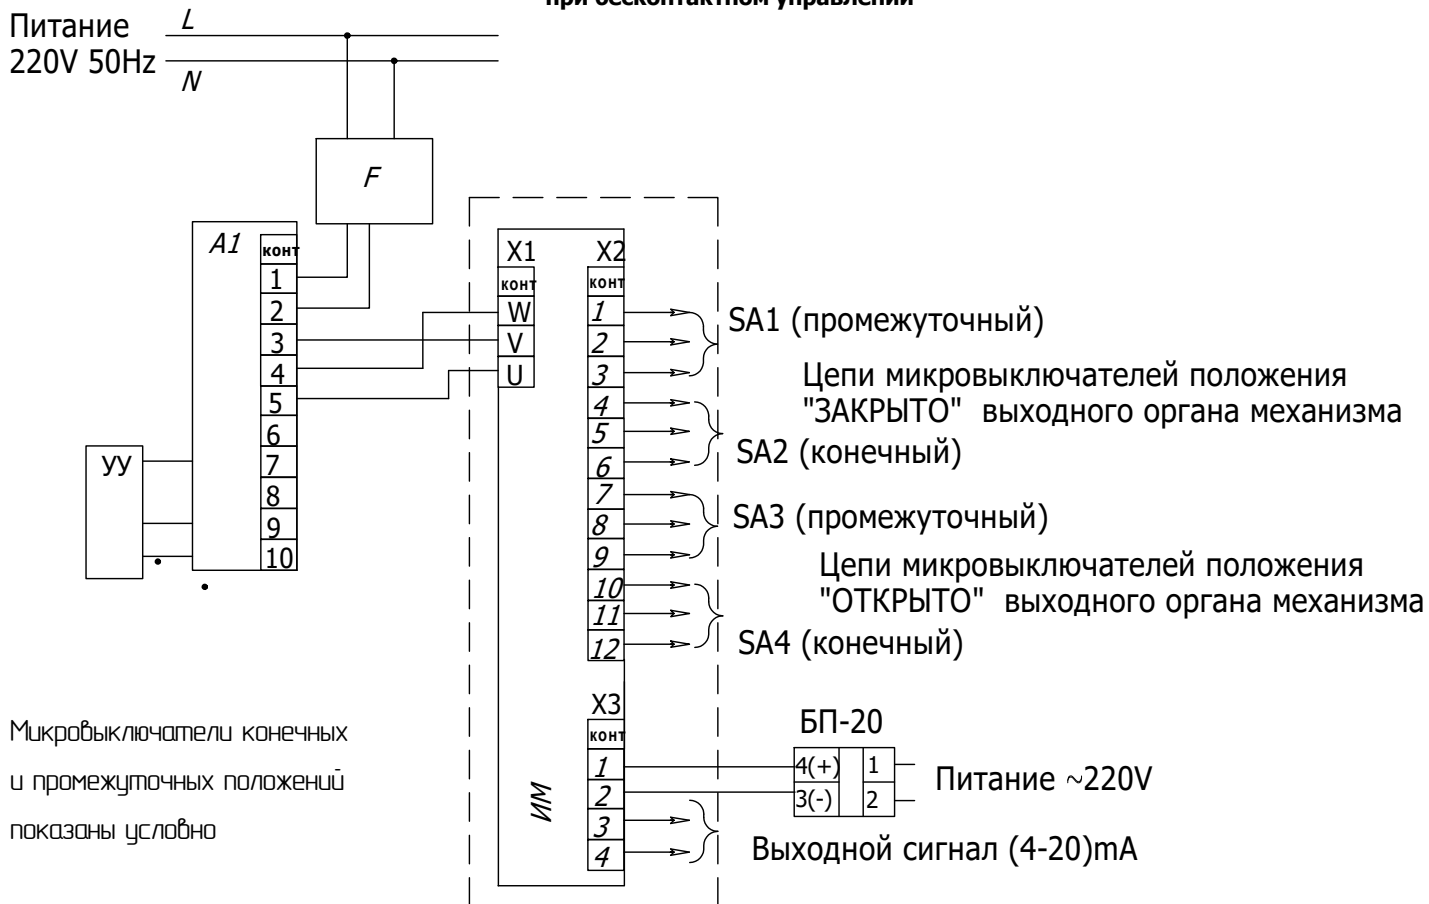 при бесконтактном управлении
Питание
220V 50Hz
L
N
F
A1
конт
1
2
3
4
5
6
7
8
9
10
УУ
X1
конт
W
V
U
X2
конт
1
2
3
4
5
6
7
8
9
10
11
12
SA1 (промежуточный)
Цепи микровыключателей положения
"ЗАКРЫТО" выходного органа механизма
SA2 (конечный)
SA3 (промежуточный)
Цепи микровыключателей положения
"ОТКРЫТО" выходного органа механизма
SA4 (конечный)
X3
конт
1
2
3
4
ИМ
БП-20
4(+) 1
3(-) 2
Питание ~220V
Выходной сигнал (4-20)mA
Микровыключатели конечных
и промежуточных положений
показаны условно